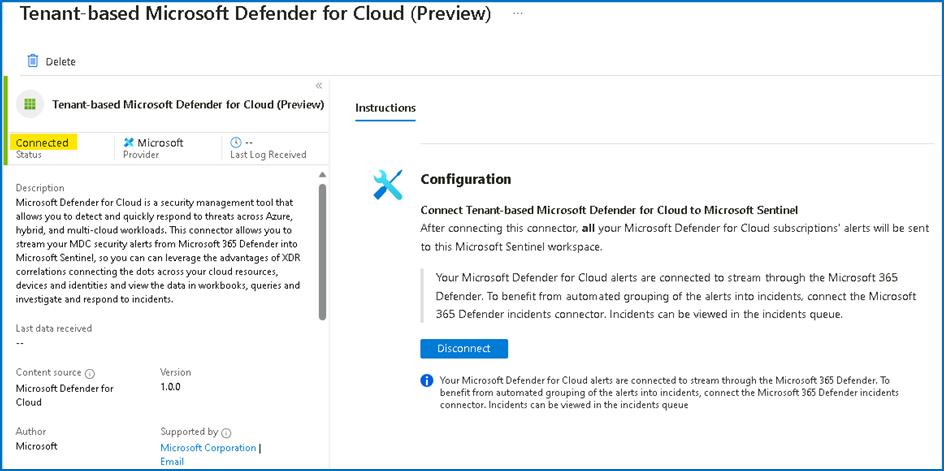 Tenant-based Microsoft Defender for Cloud (Preview) ...
Delete
«
Tenant-based Microsoft Defender for Cloud (Preview)
Connected
Status
Microsoft
Provider
--
Last Log Received
Description
Microsoft Defender for Cloud is a security management tool that
allows you to detect and quickly respond to threats across Azure,
hybrid, and multi-cloud workloads. This connector allows you to
stream your MDC security alerts from Microsoft 365 Defender into
Microsoft Sentinel, so you can can leverage the advantages of XDR
correlations connecting the dots across your cloud resources,
devices and identities and view the data in workbooks, queries and
investigate and respond to incidents.
Last data received
--
Content source
Microsoft Defender for
Cloud
Version
1.0.0
Author
Microsoft
Supported by
Microsoft Corporation |
Email
Instructions
Configuration
Connect Tenant-based Microsoft Defender for Cloud to Microsoft Sentinel
After connecting this connector, all your Microsoft Defender for Cloud subscriptions' alerts will be sent
to this Microsoft Sentinel workspace.
Your Microsoft Defender for Cloud alerts are connected to stream through the Microsoft 365
Defender. To benefit from automated grouping of the alerts into incidents, connect the Microsoft
365 Defender incidents connector. Incidents can be viewed in the incidents queue.
Disconnect
Your Microsoft Defender for Cloud alerts are connected to stream through the Microsoft 365 Defender. To
benefit from automated grouping of the alerts into incidents, connect the Microsoft 365 Defender incidents
connector. Incidents can be viewed in the incidents queue